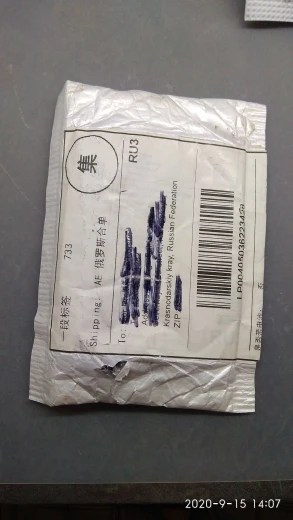 集
一段标签 733
RU3
Shipping: AE 俄罗斯合单
To:
Krasnodarskiy kray, Russian Federation
ZIP
2020-9-15 14:07